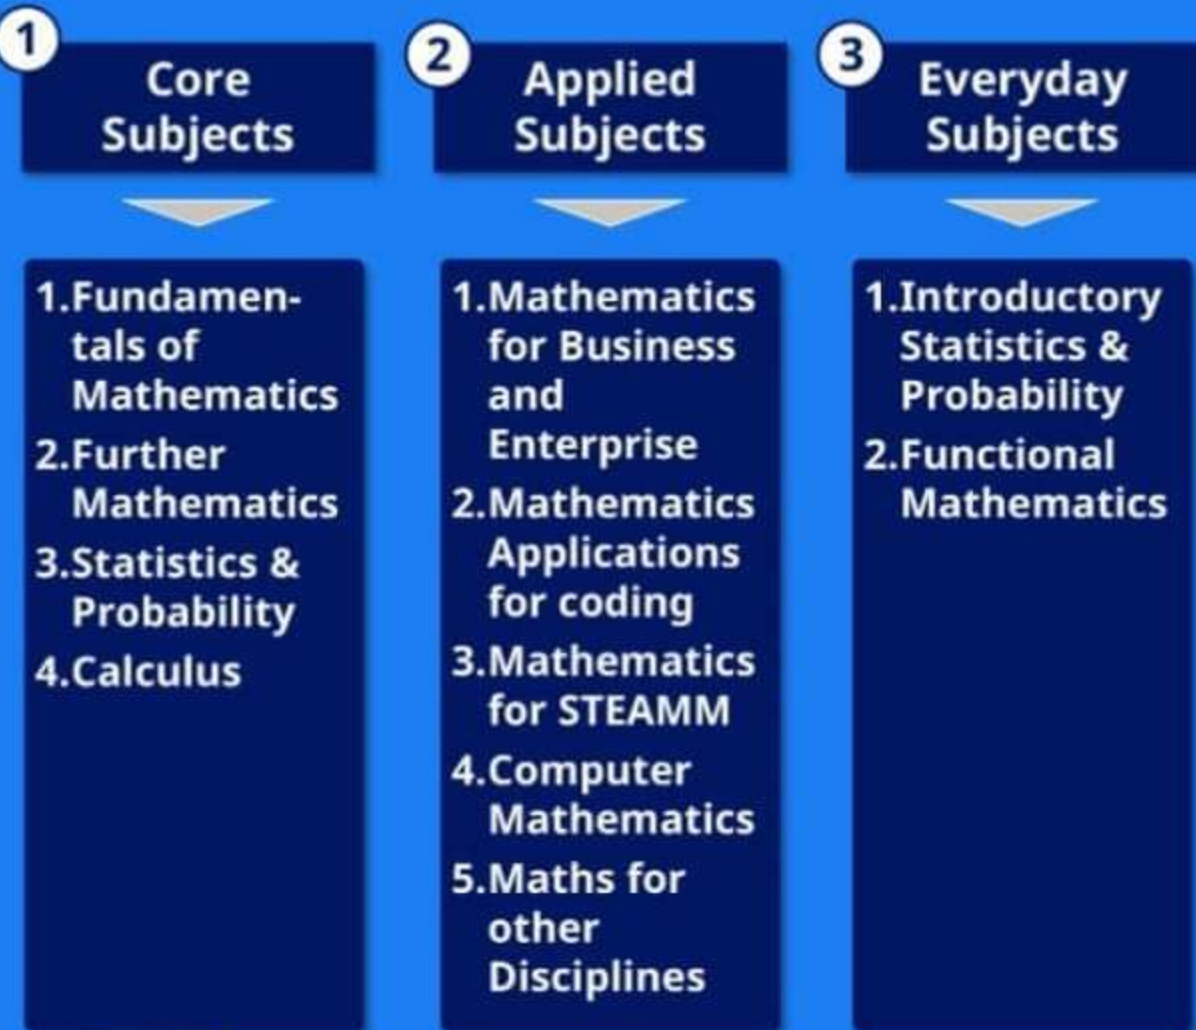 1
Core
Subjects
1.Fundamen-
tals of
Mathematics
2.Further
Mathematics
3.Statistics &
Probability
4.Calculus
2
Applied
Subjects
1.Mathematics
for Business
and
Enterprise
2.Mathematics
Applications
for coding
3.Mathematics
for STEAMM
4.Computer
Mathematics
5.Maths for
other
Disciplines
3
Everyday
Subjects
1.Introductory
Statistics &
Probability
2.Functional
Mathematics